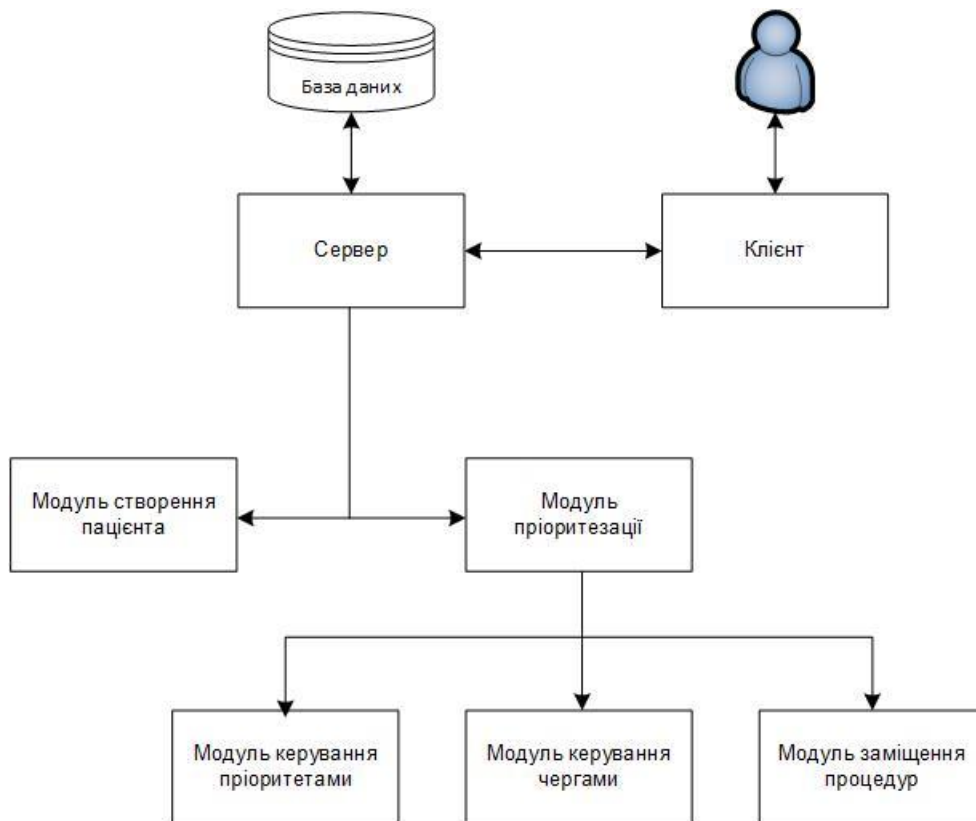 База даних
Сервер
Клієнт
Модуль створення
пацієнта
Модуль
пріоритезації
Модуль керування
пріоритетами
Модуль керування
чергами
Модуль заміщення
процедур